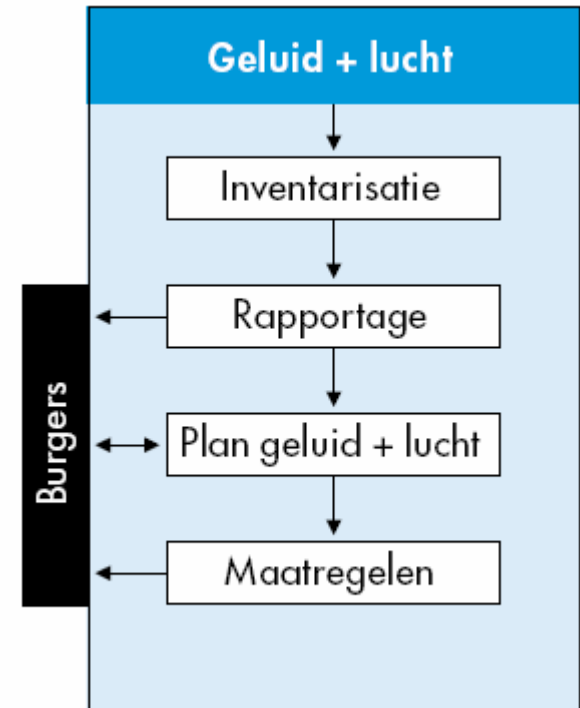 Geluid + lucht
Inventarisatie
Rapportage
Plan geluid + lucht
Maatregelen
Burgers